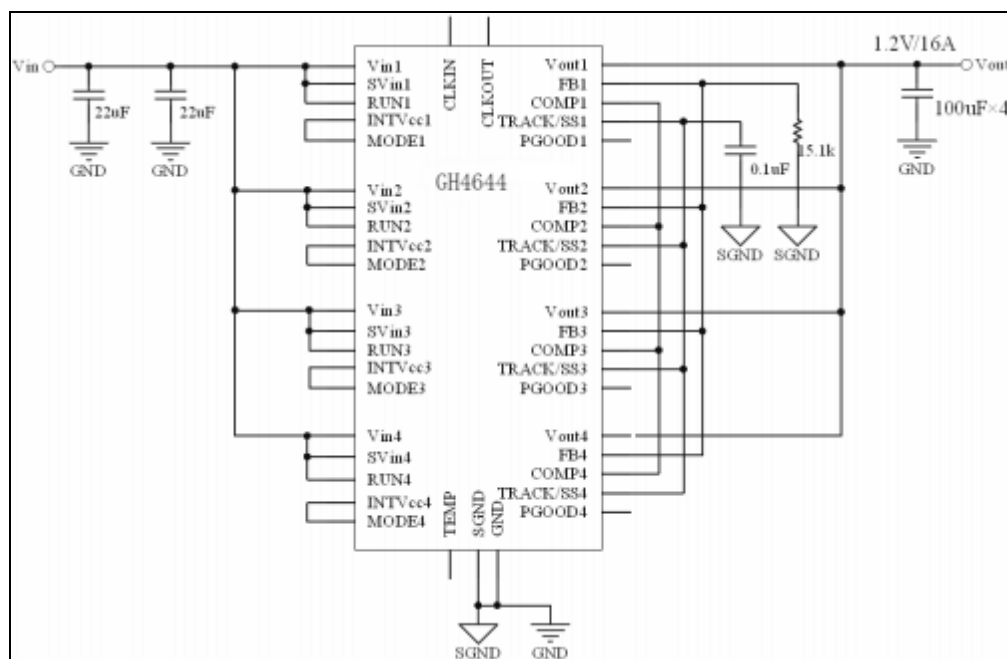 1.2V/16A
Vin
Vout
CLKIN
CLKOUT
22uF
22uF
GND
GND
Vin1
SVin1
RUN1
INTVcc1
MODE1
Vin2
SVin2
RUN2
INTVcc2
MODE2
Vin3
SVin3
RUN3
INTVcc3
MODE3
Vin4
SVin4
RUN4
INTVcc4
MODE4
GH4644
Vout1
FB1
COMP1
TRACK/SS1
PGOOD1
Vout2
FB2
COMP2
TRACK/SS2
PGOOD2
Vout3
FB3
COMP3
TRACK/SS3
PGOOD3
Vout4
FB4
COMP4
TRACK/SS4
PGOOD4
0.1uF
15.1k
SGND
SGND
100uF×4
GND
TEMP
SGND
GND
SGND
GND